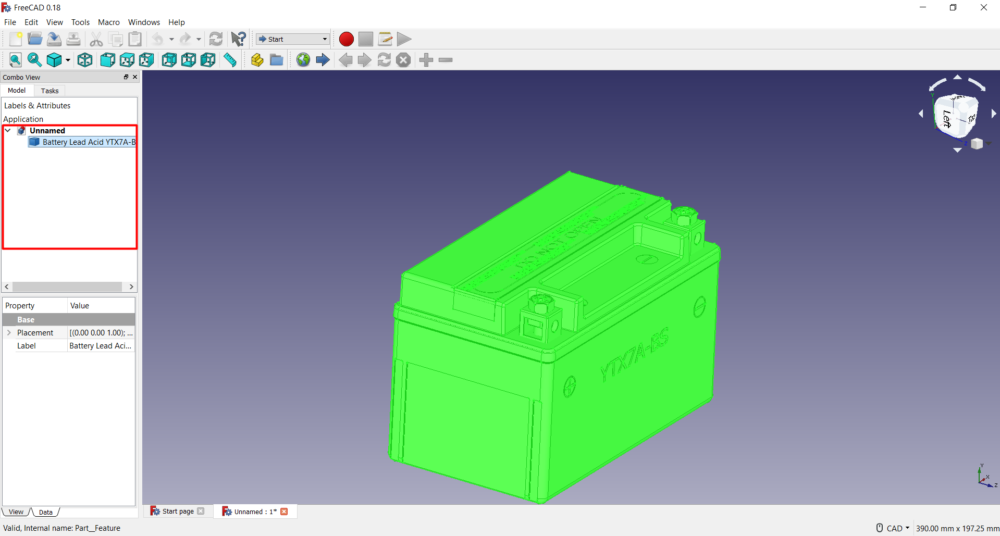 FreeCAD 0.18
File Edit View Tools Macro Windows Help
Start
Combo View
Model Tasks
Labels & Attributes
Application
Unnamed
Battery Lead Acid YTX7A-B
Property Value
Base
Placement [(0.00 0.00 1.00); ...
Label Battery Lead Aci...
View Data
Left
Top
Y
Z
DO NOT OPEN
YTX7A-BS
Y
X
Z
Start page Unnamed : 1*
Valid, Internal name: Part__Feature
CAD 390.00 mm x 197.25 mm